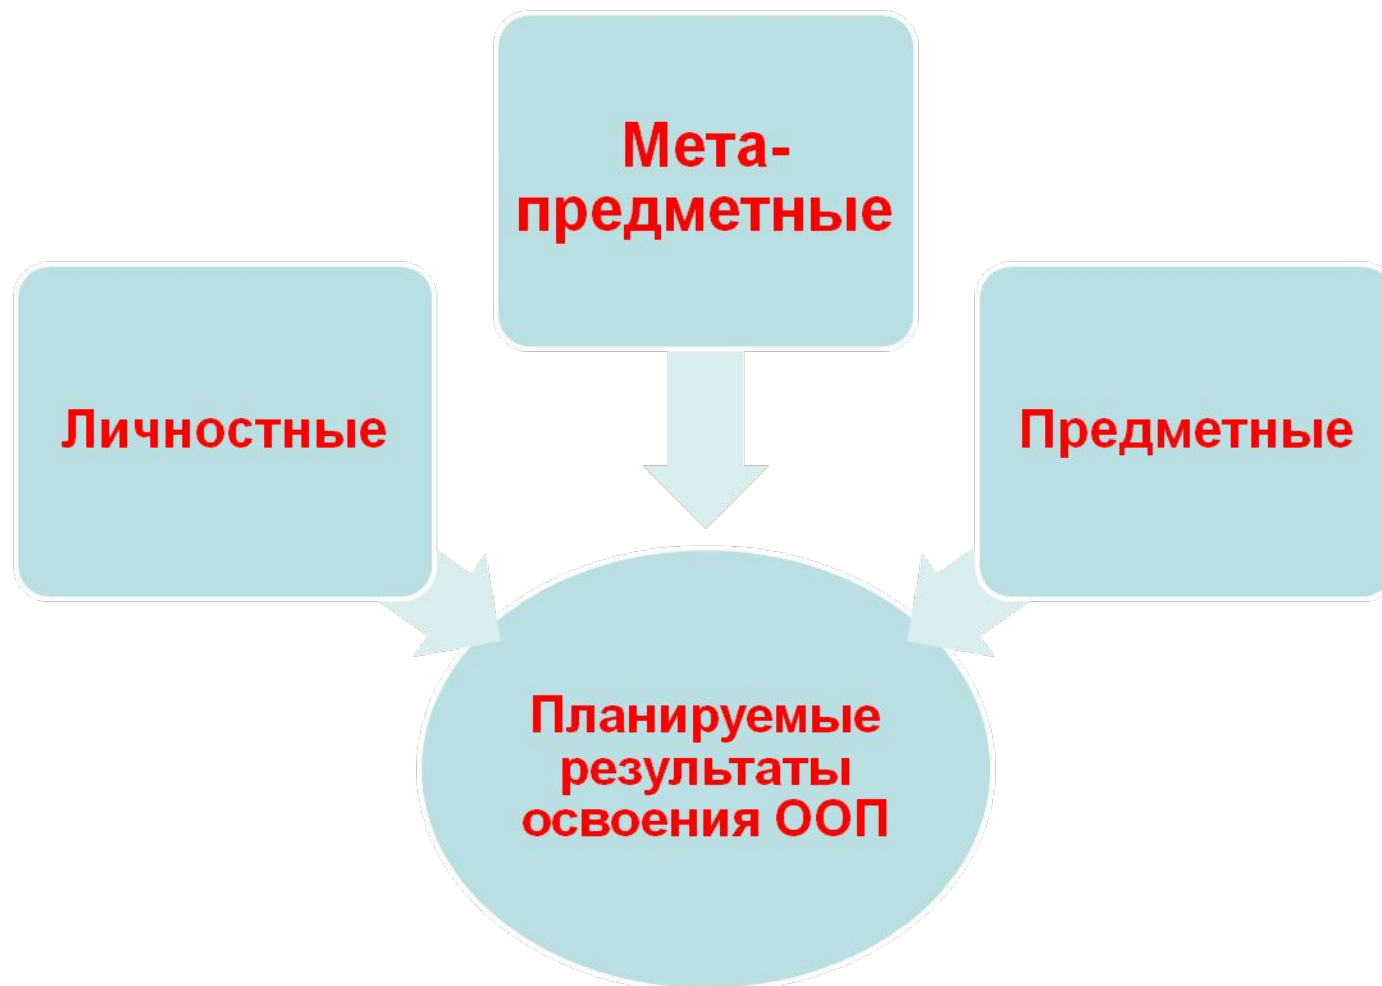 Мета-
предметные
Личностные
Предметные
Планируемые
результаты
освоения ООП